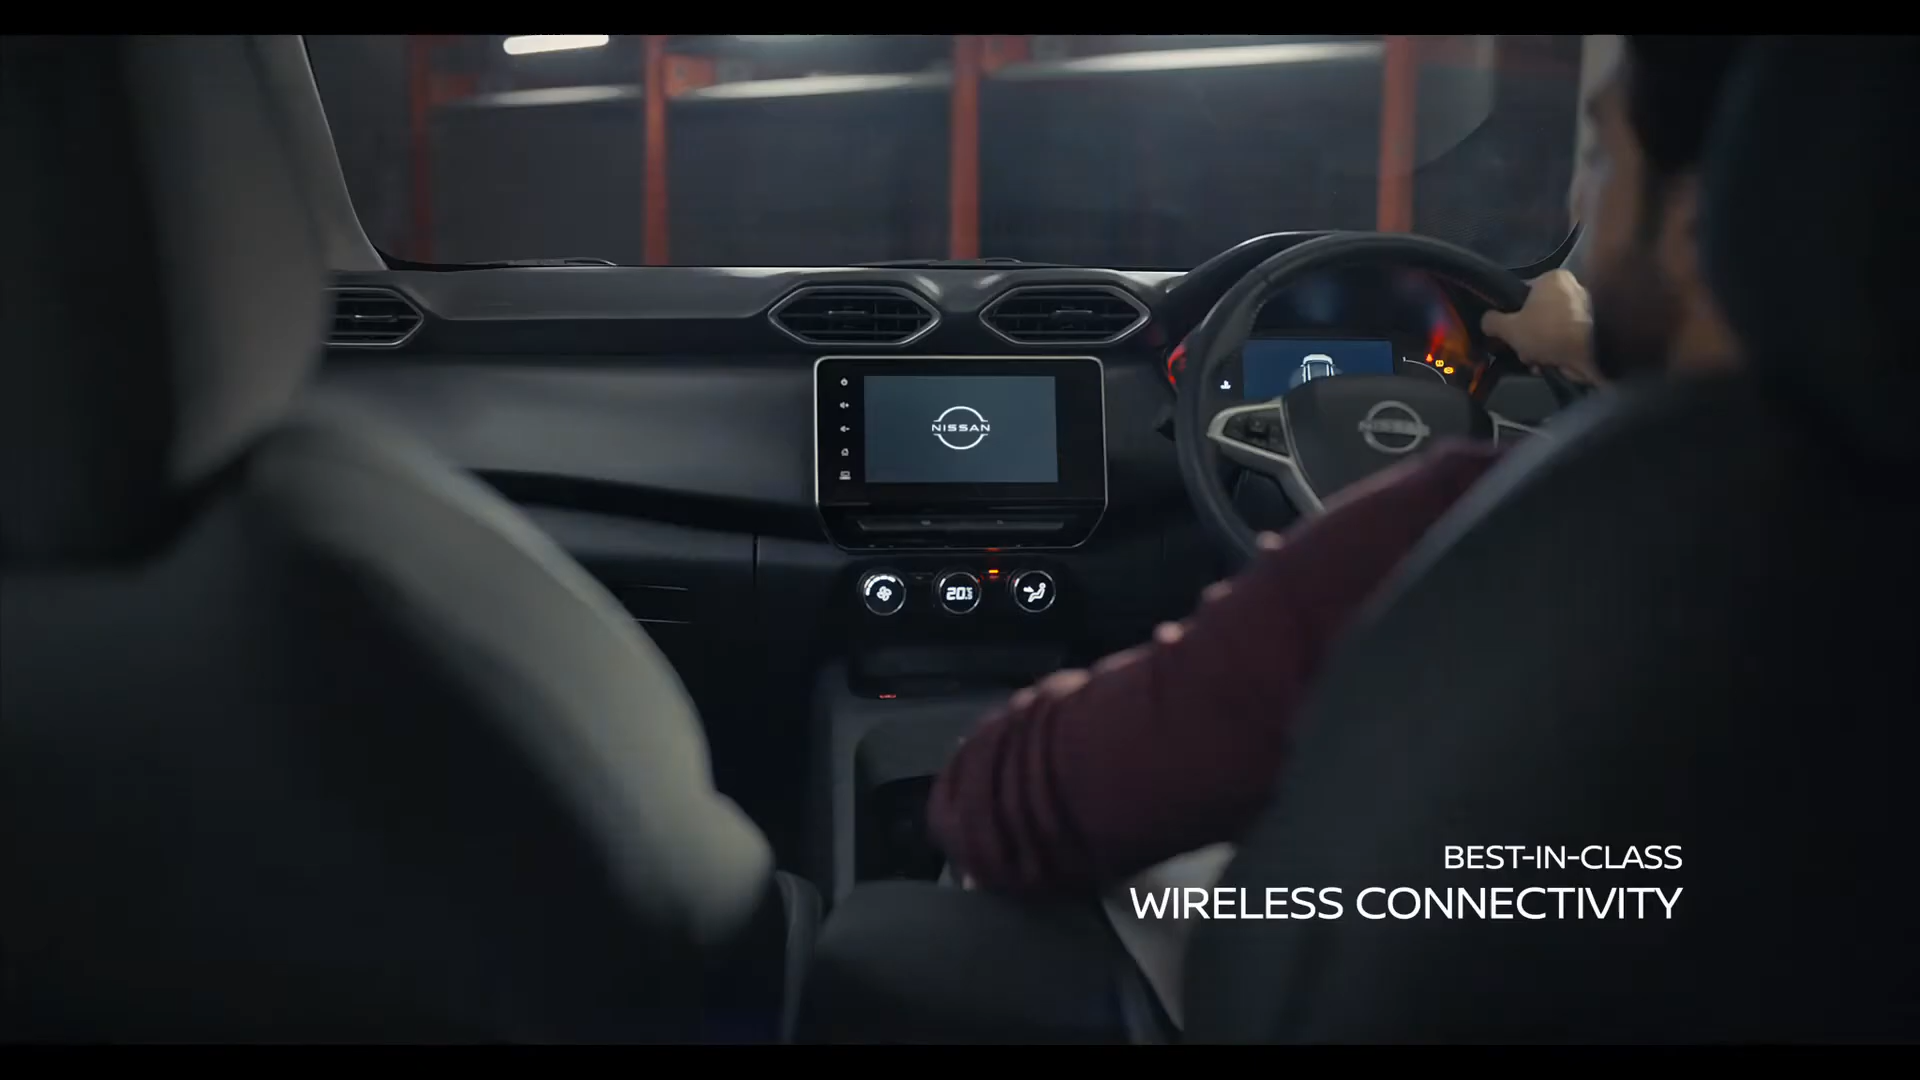 NISSAN
20.5
BEST-IN-CLASS
WIRELESS CONNECTIVITY